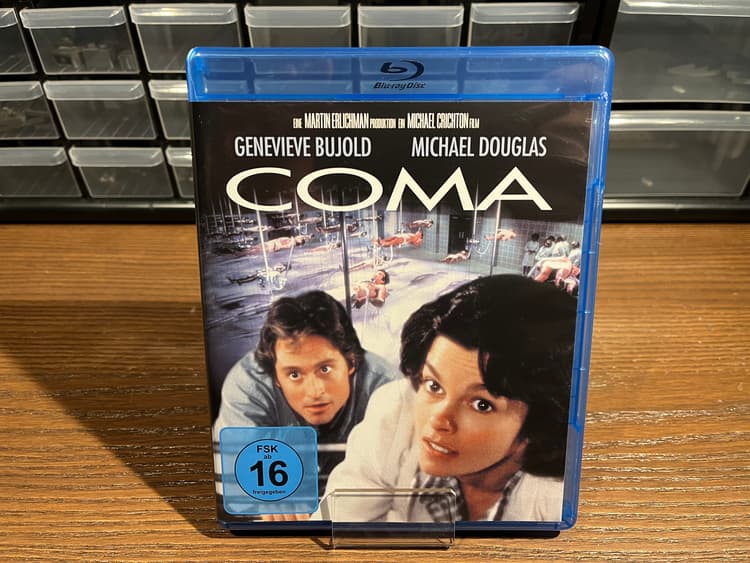 Blu-ray Disc
EINE MARTIN ERLICHMAN PRODUKTION EIN MICHAEL CRICHTON FILM
GENEVIEVE BUJOLD MICHAEL DOUGLAS
COMA
FSK
ab
16
freigegeben